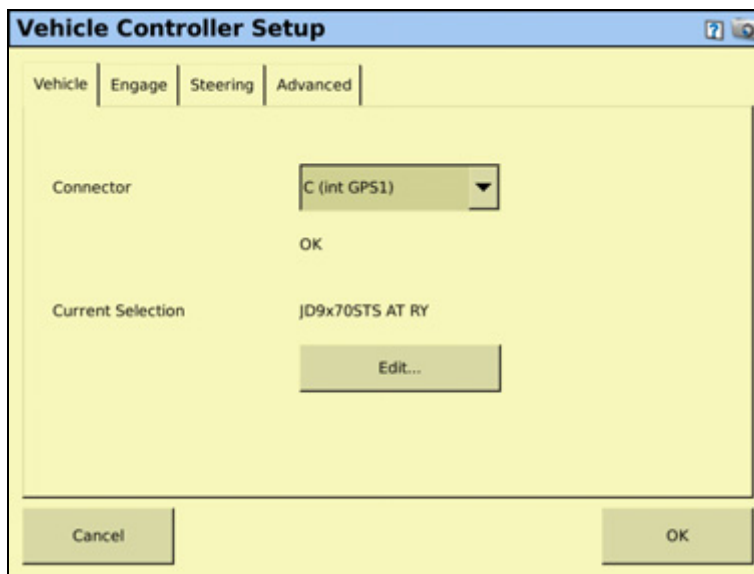 Vehicle Controller Setup
?
Vehicle Engage Steering Advanced
Connector C (int GPS1)
OK
Current Selection JD9x70STS AT RY
Edit...
Cancel OK